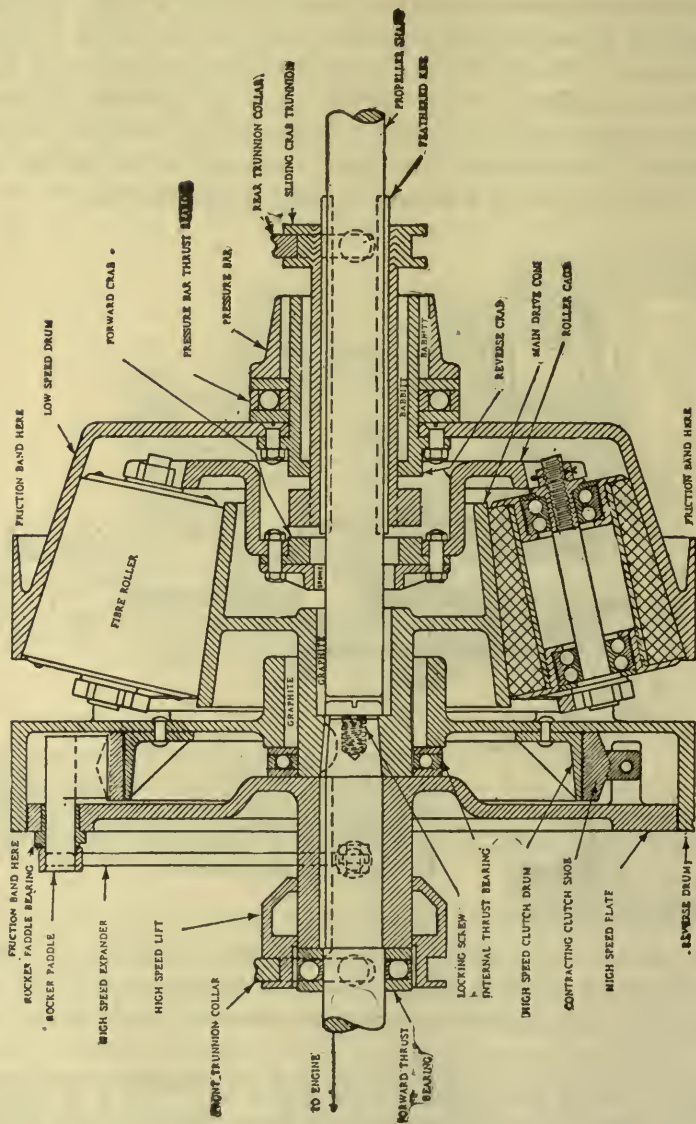 FRICTION BAND HERE
ROCKER PADDLE BEARING
ROCKER PADDLE
HIGH SPEED EXPANDER
HIGH SPEED LIFT
FRONT TRUNNION COLLAR
TO ENGINE
FORWARD THRUST
BEARING
FRICTION BAND HERE
LOW SPEED DRUM
FORWARD CRAB
PRESSURE BAR THRUST BEARING
PRESSURE BAR
REAR TRUNNION COLLAR
SLIDING CRAB TRUNNION
PROPELLER SHAFT
FEATHERED KEY
FIBRE ROLLER
GRAPHITE
GRAPHITE
BABBITT
BABBITT
LOCKING SCREW
INTERNAL THRUST BEARING
HIGH SPEED CLUTCH DRUM
CONTRACTING CLUTCH SHOE
HIGH SPEED PLATE
REVERSE DRUM
REVERSE CRAB
MAIN DRIVE CONE
ROLLER CAGE
FRICTION BAND HERE